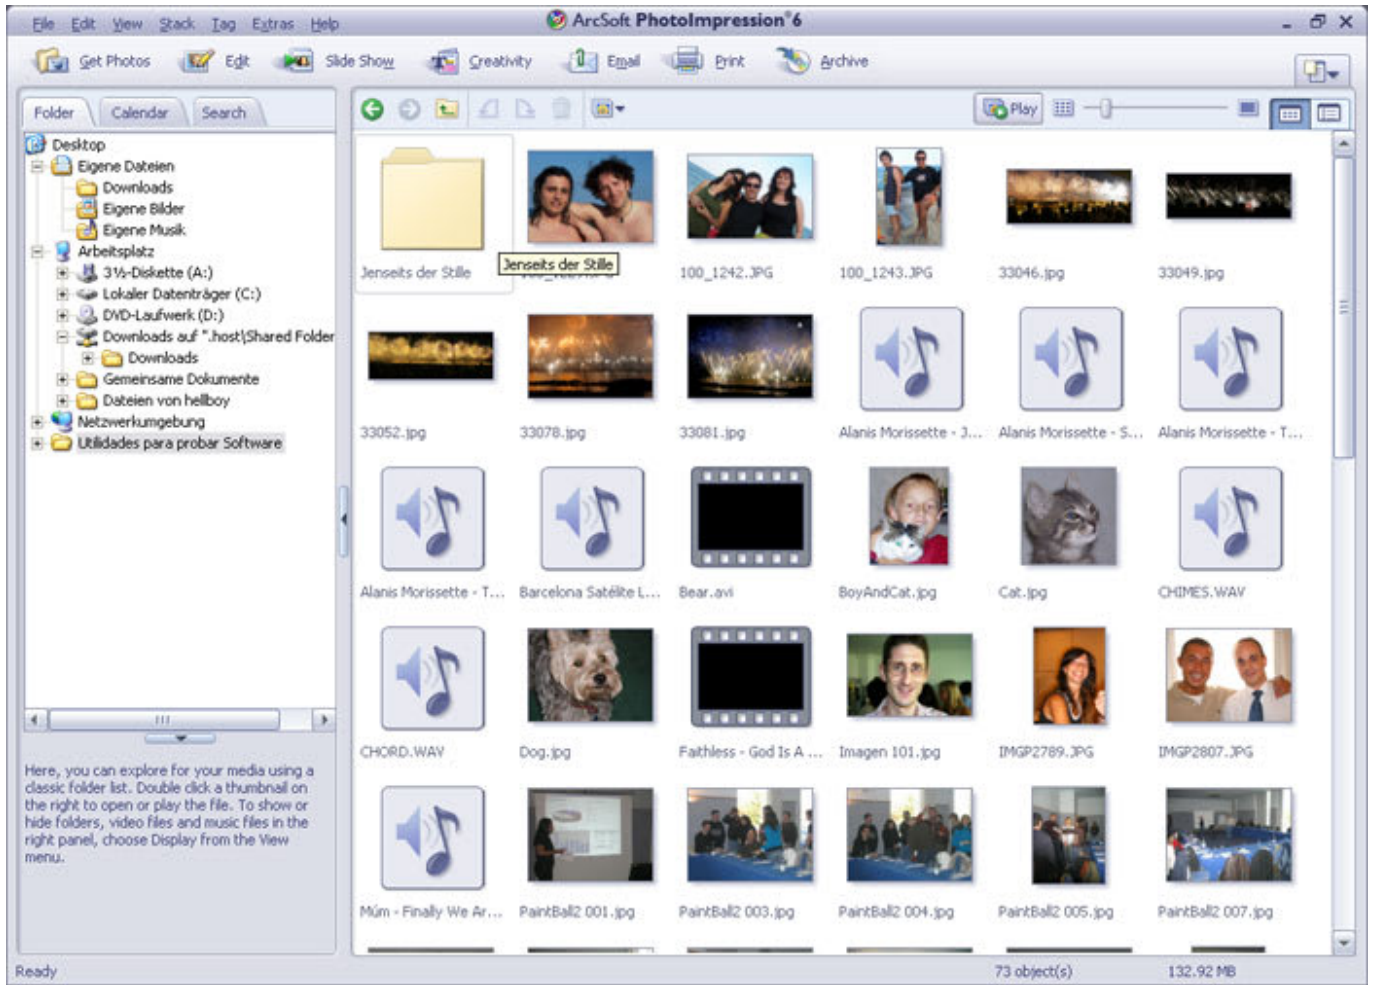 ArcSoft PhotoImpression®6
File Edit View Stack Tag Extras Help
Get Photos Edit Slide Show Creativity Email Print Archive
Folder Calendar Search
Play
Desktop
Eigene Dateien
Downloads
Eigene Bilder
Eigene Musik
Arbeitsplatz
3½-Diskette (A:)
Lokaler Datenträger (C:)
DVD-Laufwerk (D:)
Downloads auf ".host\Shared Folder
Downloads
Gemeinsame Dokumente
Dateien von hellboy
Netzwerkumgebung
Utilidades para probar Software
Here, you can explore for your media using a
classic folder list. Double click a thumbnail on
the right to open or play the file. To show or
hide folders, video files and music files in the
right panel, choose Display from the View
menu.
Jenseits der Stille
Jenseits der Stille
100_1242.JPG 100_1243.JPG 33046.jpg 33049.jpg
33052.jpg 33078.jpg 33081.jpg Alanis Morissette - J... Alanis Morissette - S... Alanis Morissette - T...
Alanis Morissette - T... Barcelona Satélite L... Bear.avi BoyAndCat.jpg Cat.jpg CHIMES.WAV
CHORD.WAV Dog.jpg Faithless - God Is A ... Imagen 101.jpg IMGP2789.JPG IMGP2807.JPG
Múm - Finally We Ar... PaintBall2 001.jpg PaintBall2 003.jpg PaintBall2 004.jpg PaintBall2 005.jpg PaintBall2 007.jpg
Ready 73 object(s) 132.92 MB